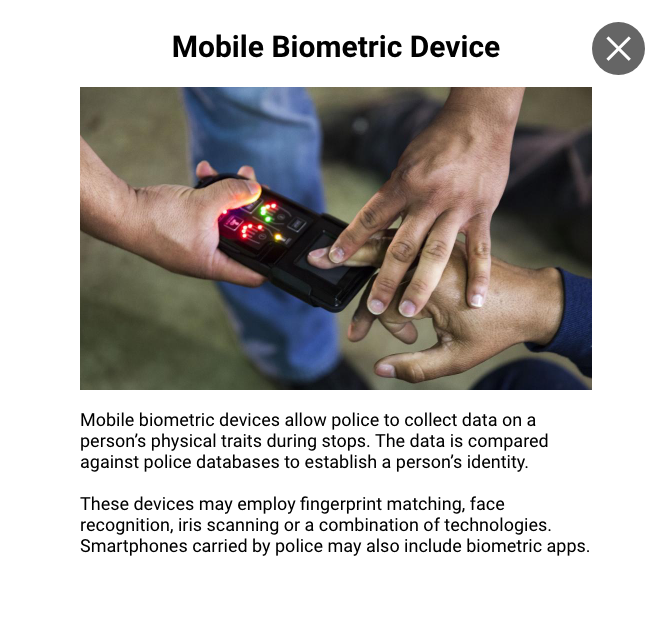 Mobile Biometric Device
Mobile biometric devices allow police to collect data on a
person’s physical traits during stops. The data is compared
against police databases to establish a person’s identity.
These devices may employ fingerprint matching, face
recognition, iris scanning or a combination of technologies.
Smartphones carried by police may also include biometric apps.